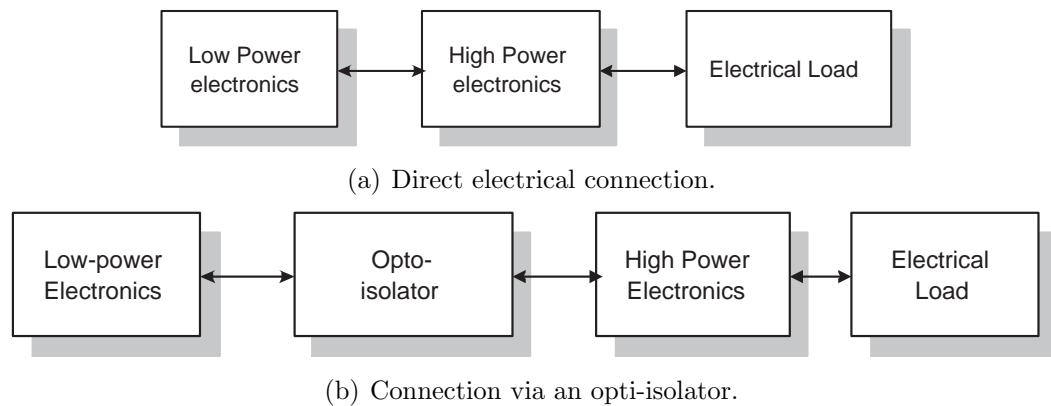 Low Power
electronics
High Power
electronics
Electrical Load
(a) Direct electrical connection.
Low-power
Electronics
Opto-
isolator
High Power
Electronics
Electrical
Load
(b) Connection via an opti-isolator.